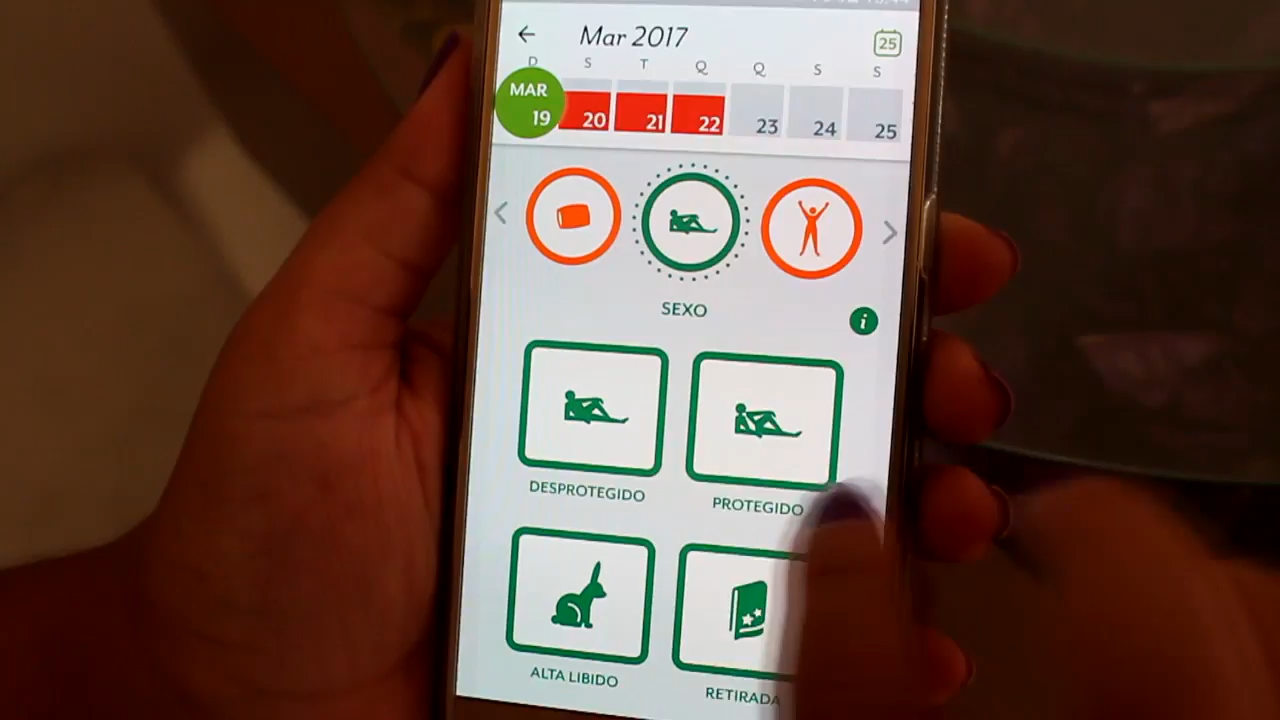 Mar 2017
25
D S T Q Q S S
MAR
19 20 21 22 23 24 25
SEXO
i
DESPROTEGIDO PROTEGIDO
ALTA LIBIDO RETIRADA